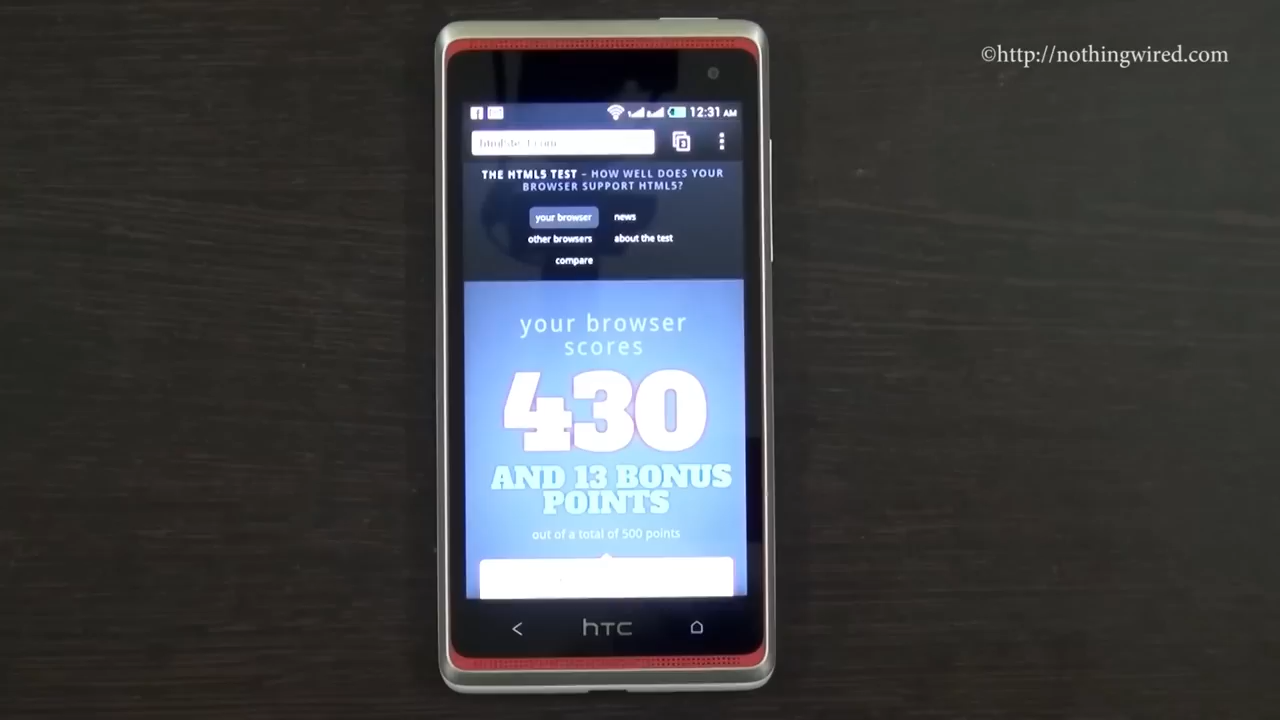 ©http://nothingwired.com
12:31 AM
3
THE HTML5 TEST – HOW WELL DOES YOUR
BROWSER SUPPORT HTML5?
your browser
news
other browsers
about the test
compare
your browser
scores
430
AND 13 BONUS
POINTS
out of a total of 500 points
hTC